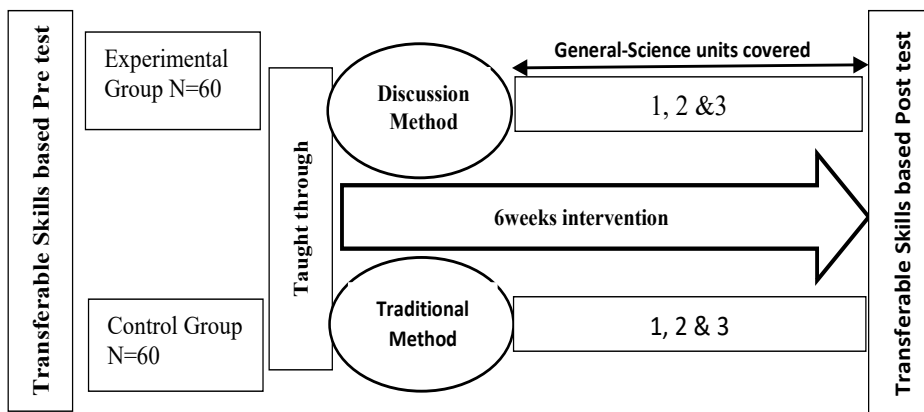 Transferable Skills based Pre test
Experimental
Group N=60
Control Group
N=60
Taught through
Discussion
Method
General-Science units covered
1, 2 &3
6weeks intervention
Traditional
Method
1, 2 & 3
Transferable Skills based Post test